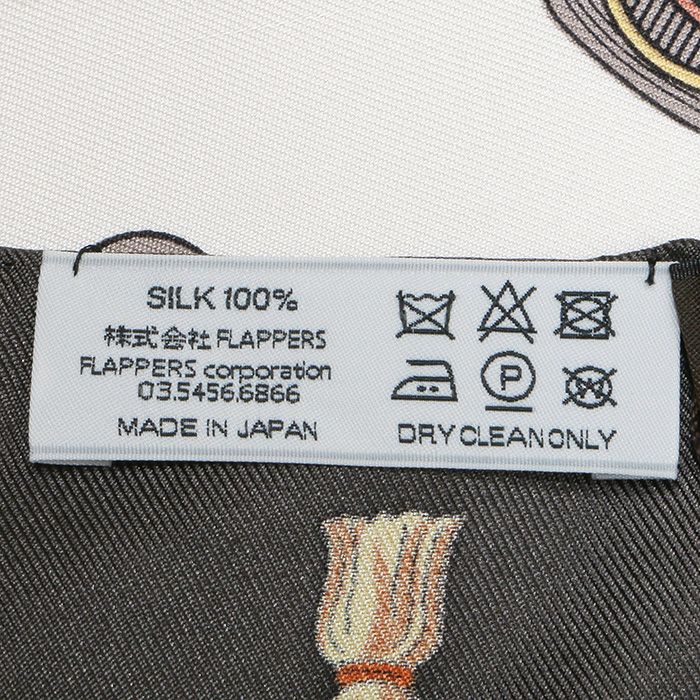 SILK 100%
株式会社 FLAPPERS
FLAPPERS corporation
03.5456.6866
MADE IN JAPAN
P
W
DRY CLEAN ONLY